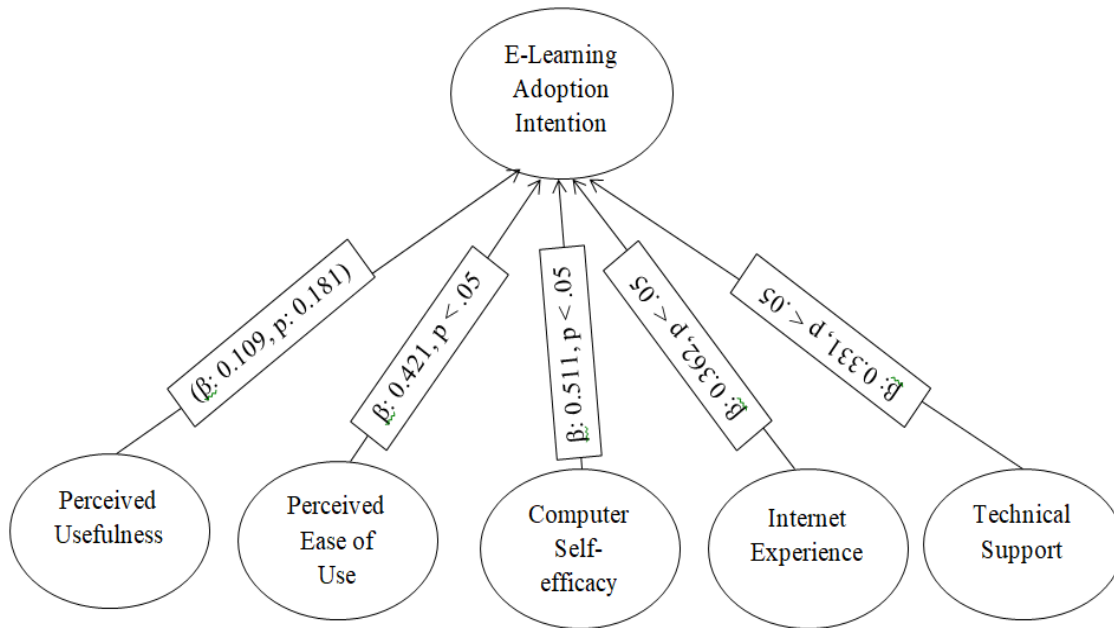 E-Learning
Adoption
Intention
(β: 0.109, p: 0.181)
β: 0.421, p < .05
β: 0.511, p < .05
β: 0.362, p < .05
β: 0.331, p < .05
Perceived
Usefulness
Perceived
Ease of
Use
Computer
Self-
efficacy
Internet
Experience
Technical
Support